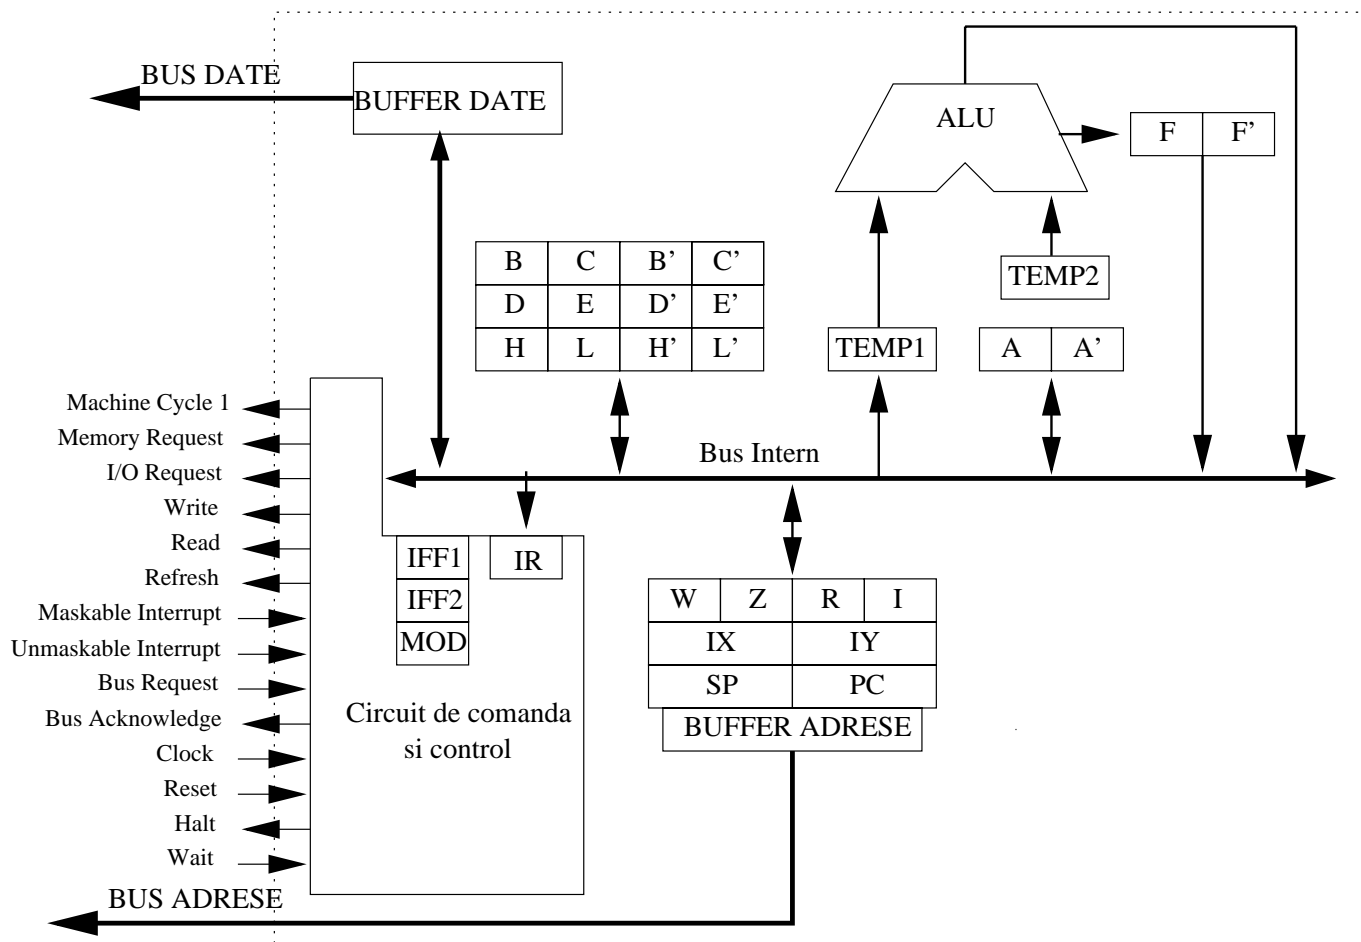 BUS DATE
BUFFER DATE
ALU
F F’
B C B’ C’
D E D’ E’
H L H’ L’
TEMP2
TEMP1
A A’
Bus Intern
Machine Cycle 1
Memory Request
I/O Request
Write
Read
Refresh
Maskable Interrupt
Unmaskable Interrupt
Bus Request
Bus Acknowledge
Clock
Reset
Halt
Wait
IFF1
IFF2
MOD
IR
Circuit de comanda
si control
W Z R I
IX IY
SP PC
BUFFER ADRESE
BUS ADRESE